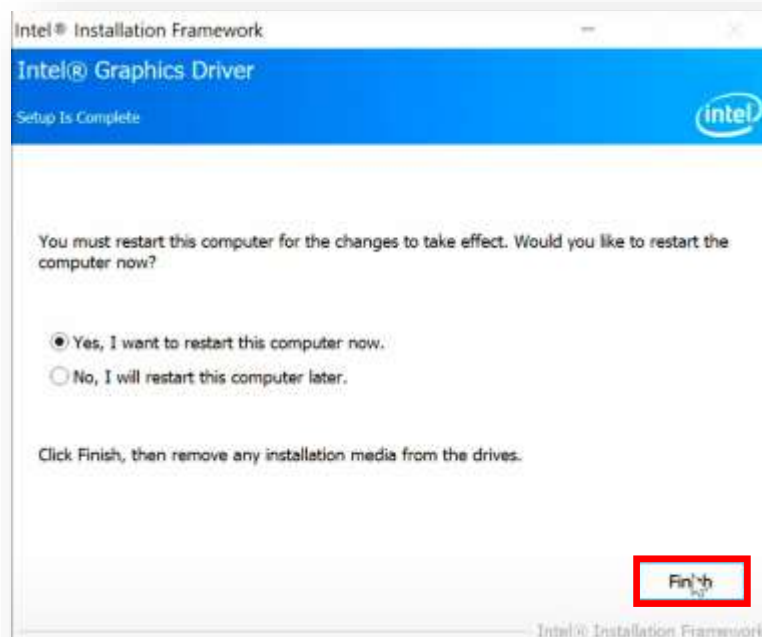 Intel® Installation Framework
Intel® Graphics Driver
Setup Is Complete
intel
You must restart this computer for the changes to take effect. Would you like to restart the
computer now?
Yes, I want to restart this computer now.
No, I will restart this computer later.
Click Finish, then remove any installation media from the drives.
Finish
Intel® Installation Framework